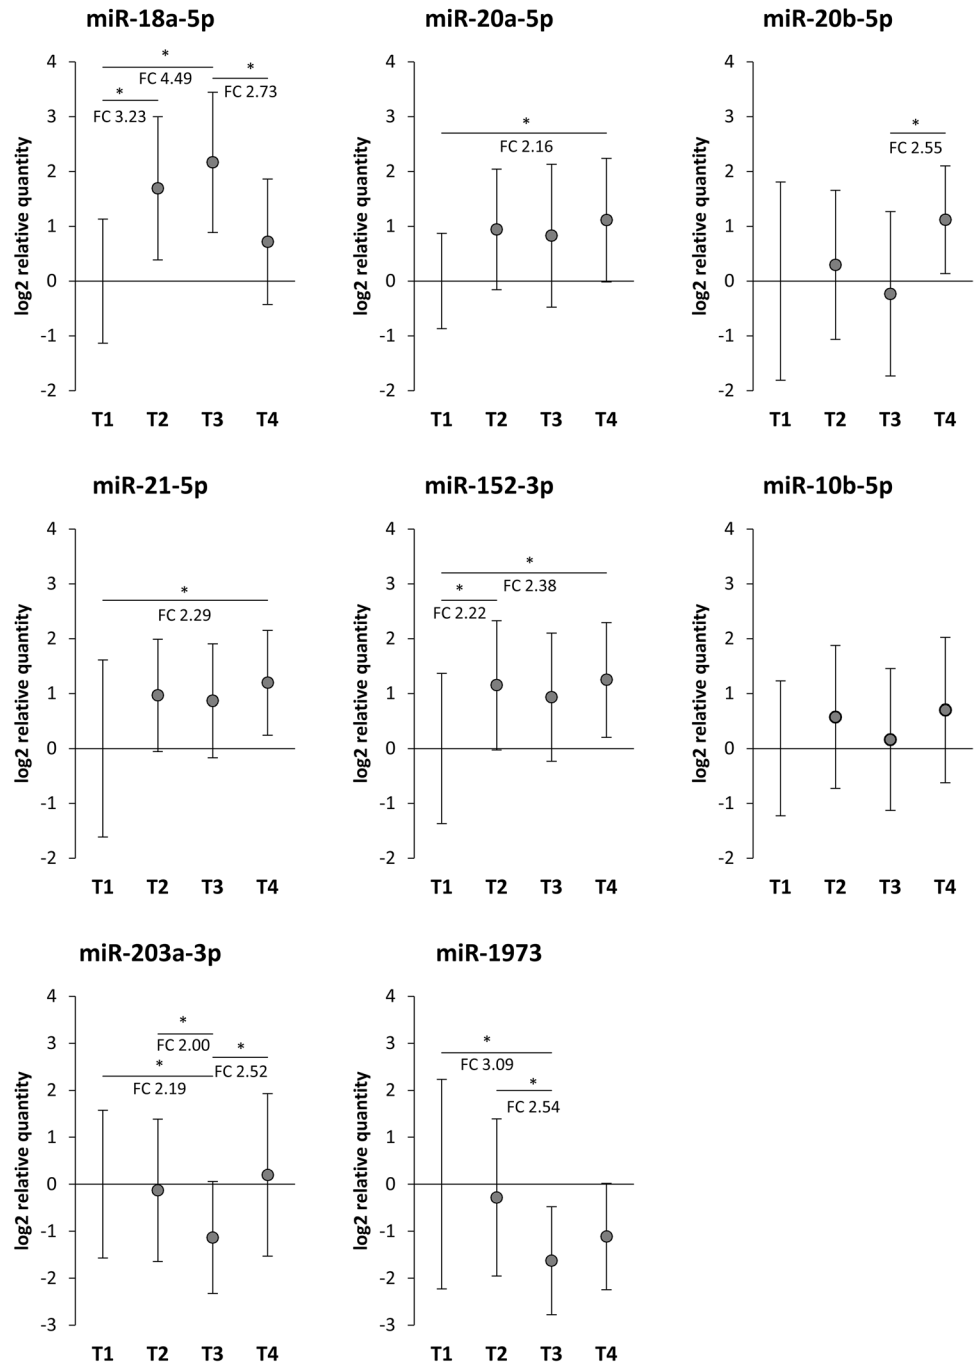 miR-18a-5p
log2 relative quantity
4
3
2
1
0
-1
-2
*
FC 4.49
*
FC 2.73
*
FC 3.23
T1 T2 T3 T4
miR-20a-5p
log2 relative quantity
4
3
2
1
0
-1
-2
*
FC 2.16
T1 T2 T3 T4
miR-20b-5p
log2 relative quantity
4
3
2
1
0
-1
-2
*
FC 2.55
T1 T2 T3 T4
miR-21-5p
log2 relative quantity
4
3
2
1
0
-1
-2
*
FC 2.29
T1 T2 T3 T4
miR-152-3p
log2 relative quantity
4
3
2
1
0
-1
-2
*
FC 2.38
*
FC 2.22
T1 T2 T3 T4
miR-10b-5p
log2 relative quantity
4
3
2
1
0
-1
-2
T1 T2 T3 T4
miR-203a-3p
log2 relative quantity
4
3
2
1
0
-1
-2
-3
*
FC 2.00
*
FC 2.52
*
FC 2.19
T1 T2 T3 T4
miR-1973
log2 relative quantity
4
3
2
1
0
-1
-2
-3
*
FC 3.09
*
FC 2.54
T1 T2 T3 T4